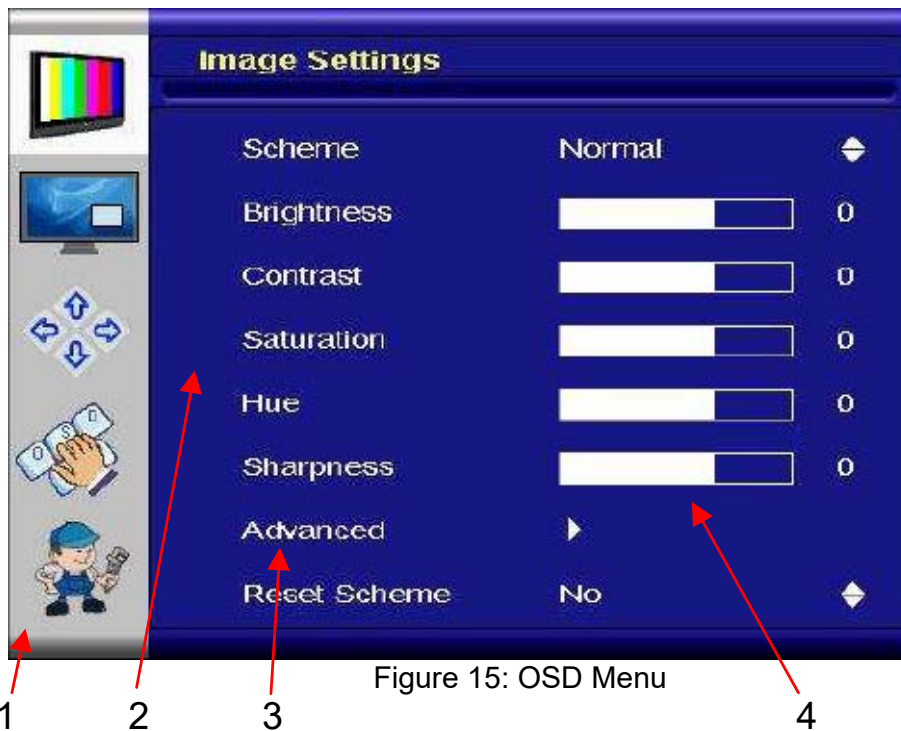 Image Settings
Scheme Normal
Brightness 0
Contrast 0
Saturation 0
Hue 0
Sharpness 0
Advanced
Reset Scheme No
O S D
Figure 15: OSD Menu
1 2 3 4